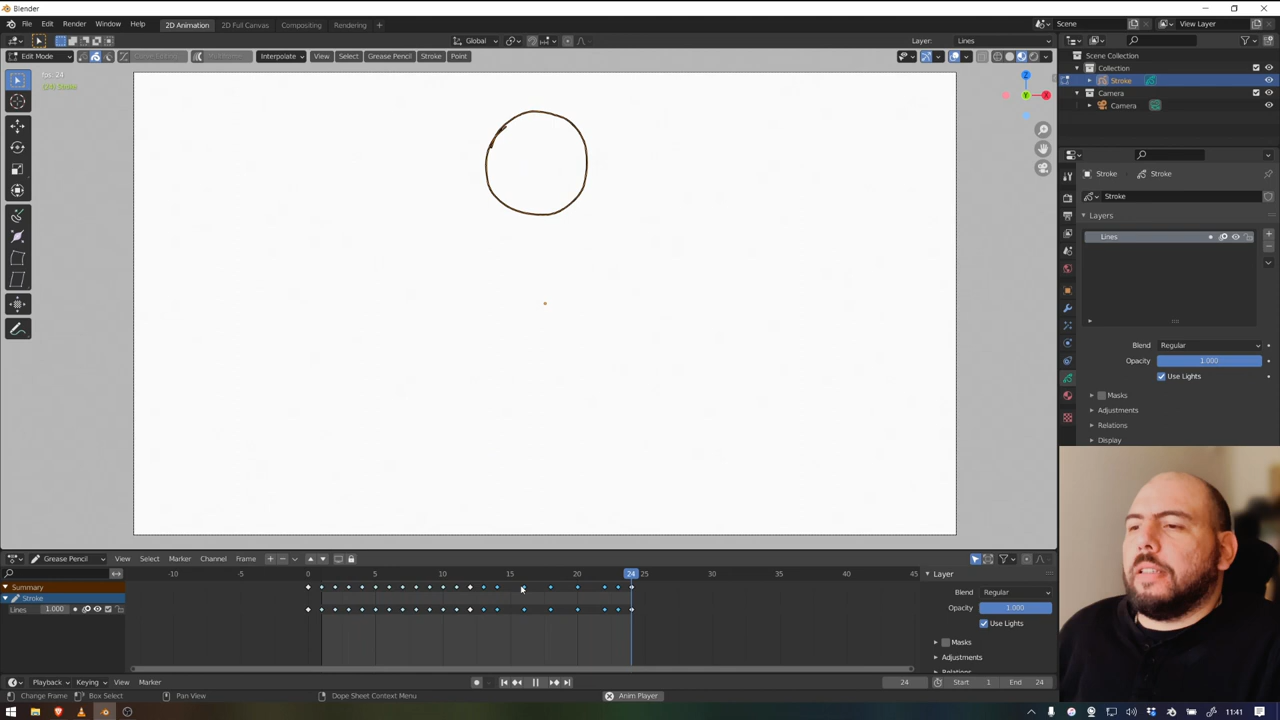 Blender
File Edit Render Window Help 2D Animation 2D Full Canvas Compositing Rendering + Scene View Layer
Global Layer: Lines
Edit Mode Interpolate View Select Grease Pencil Stroke Point
fps: 24
(24) Stroke
Z
Y
X
Scene Collection
Collection
Stroke
Camera
Camera
Stroke Stroke
Stroke
Layers
Lines
Blend Regular
Opacity 1.000
Use Lights
Masks
Adjustments
Relations
Display
Grease Pencil View Select Marker Channel Frame
-10 -5 0 5 10 15 20 24 25 30 35 40 45
Summary
Stroke
Lines 1.000
Layer
Blend Regular
Opacity 1.000
Use Lights
Masks
Adjustments
Relations
Playback Keying View Marker 24 Start 1 End 24
Change Frame Box Select Pan View Dope Sheet Context Menu Anim Player
11:41